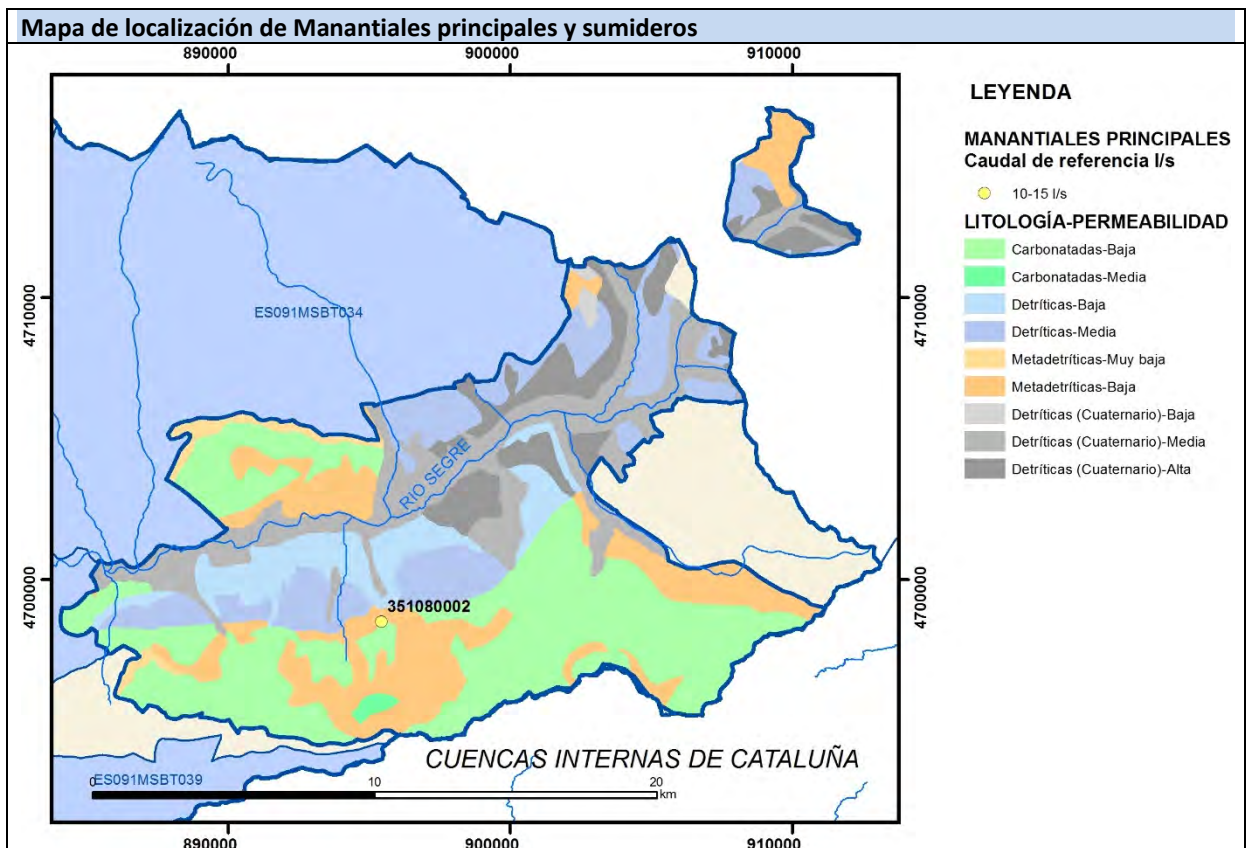 Mapa de localización de Manantiales principales y sumideros
890000 900000 910000
LEYENDA
MANANTIALES PRINCIPALES
Caudal de referencia l/s
10-15 l/s
LITOLOGÍA-PERMEABILIDAD
Carbonatadas-Baja
Carbonatadas-Media
Detríticas-Baja
Detríticas-Media
Metadetríticas-Muy baja
Metadetríticas-Baja
Detríticas (Cuaternario)-Baja
Detríticas (Cuaternario)-Media
Detríticas (Cuaternario)-Alta
4710000 4710000
ES091MSBT034
RIO SEGRE
4700000 4700000
351080002
CUENCAS INTERNAS DE CATALUÑA
ES091MSBT039
0 10 20
km
890000 900000 910000